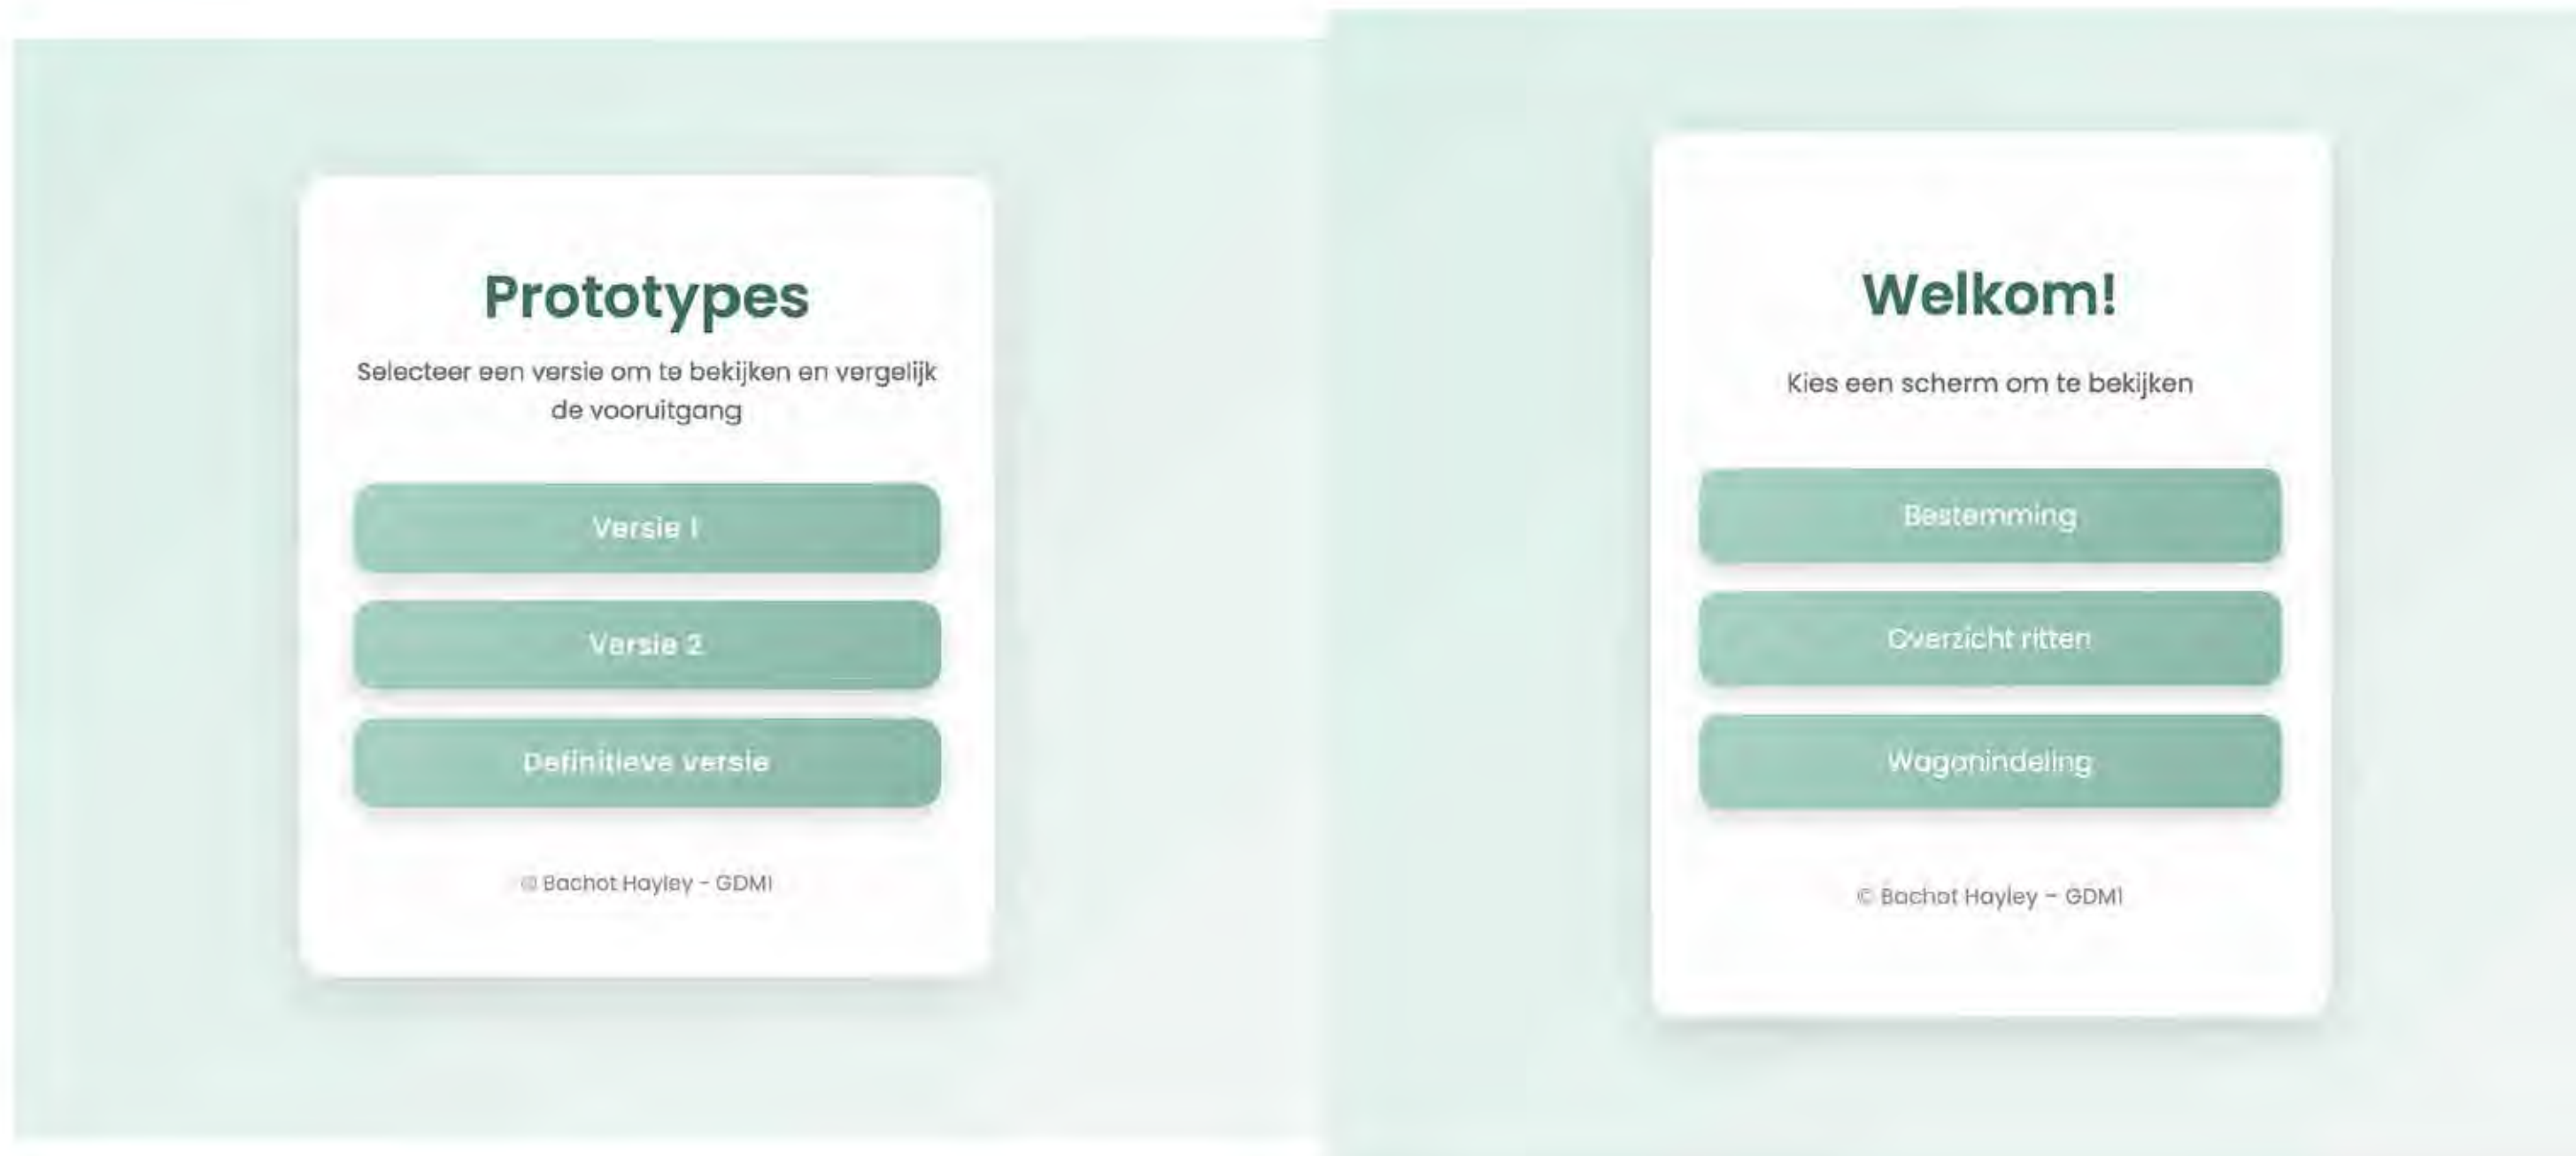 Prototypes
Selecteer een versie om te bekijken en vergelijk
de vooruitgang
Versie 1
Versie 2
Definitieve versie
© Bachot Hayley - GDM1
Welkom!
Kies een scherm om te bekijken
Bestemming
Overzicht ritten
Wagonindeling
© Bachot Hayley – GDM1